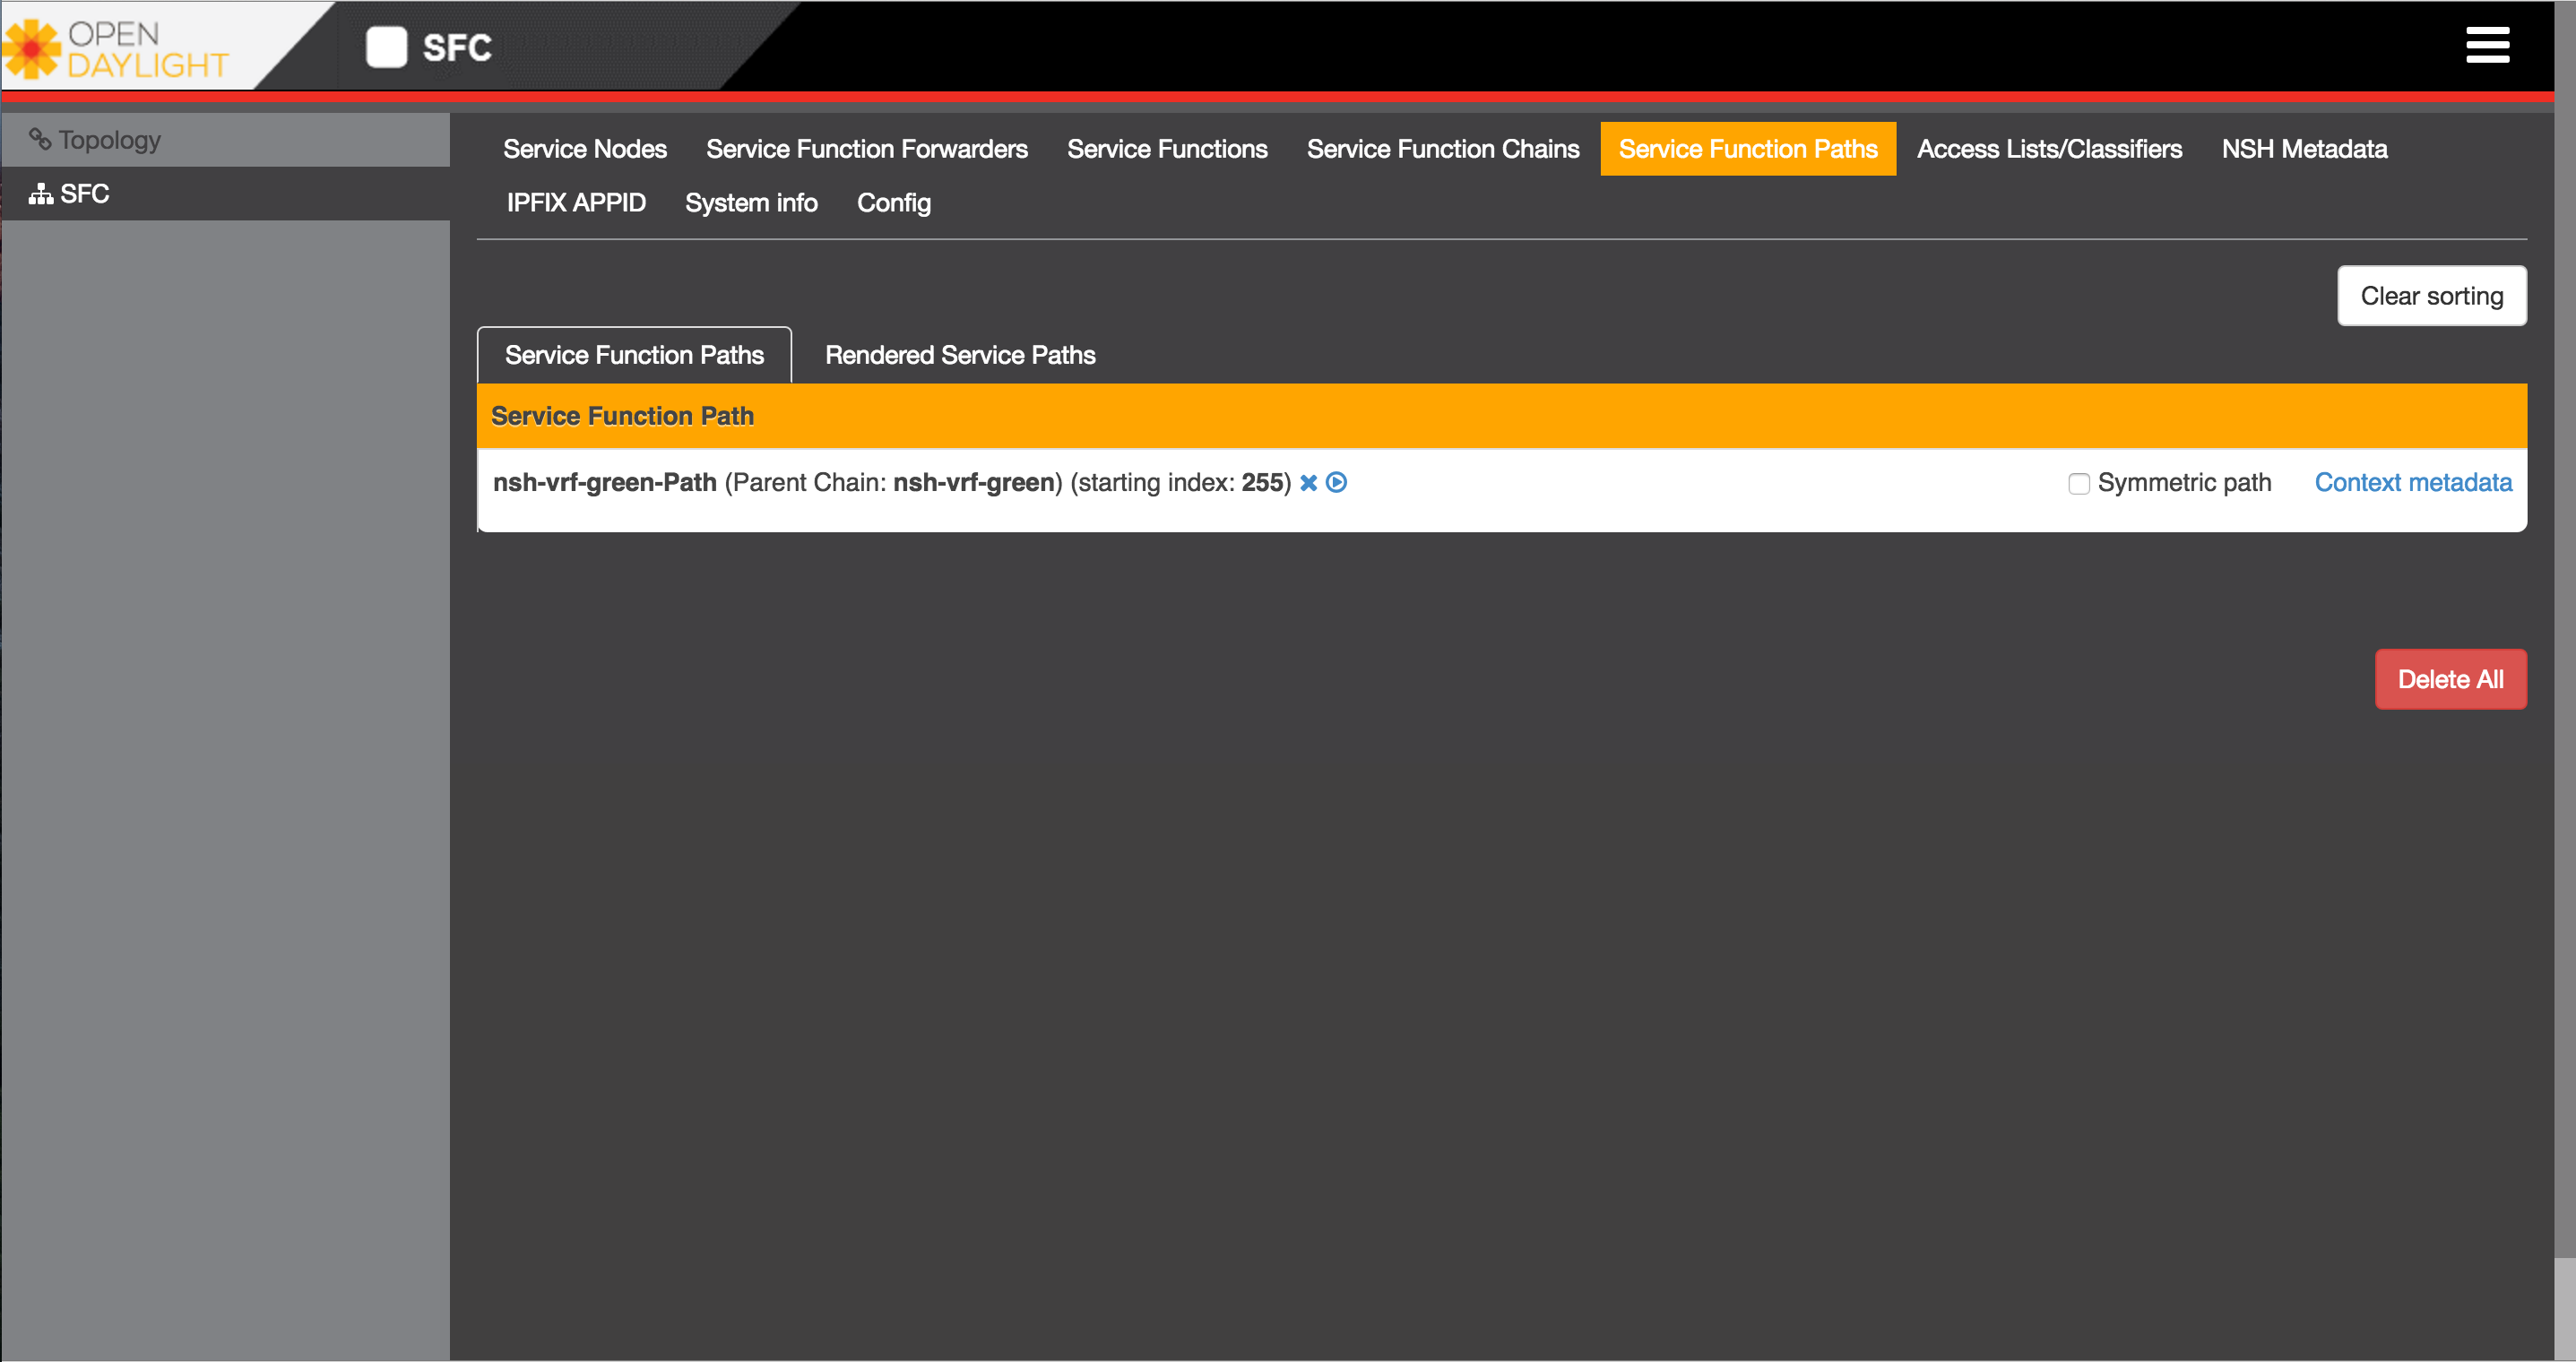 OPEN
DAYLIGHT
SFC
Topology
SFC
Service Nodes Service Function Forwarders Service Functions Service Function Chains Service Function Paths Access Lists/Classifiers NSH Metadata
IPFIX APPID System info Config
Clear sorting
Service Function Paths Rendered Service Paths
Service Function Path
nsh-vrf-green-Path (Parent Chain: nsh-vrf-green) (starting index: 255) Symmetric path Context metadata
Delete All